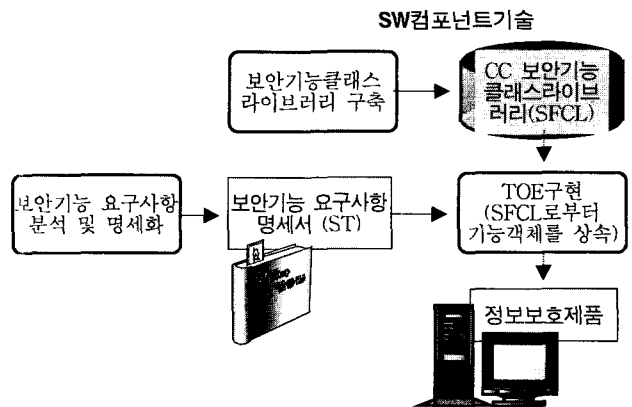 SW컴포넌트기술
보안기능클래스
라이브러리 구축
CC 보안기능
클래스라이브
러리(SFCL)
보안기능 요구사항
분석 및 명세화
보안기능 요구사항
명세서 (ST)
TOE구현
(SFCL로부터
기능객체를 상속)
정보보호제품